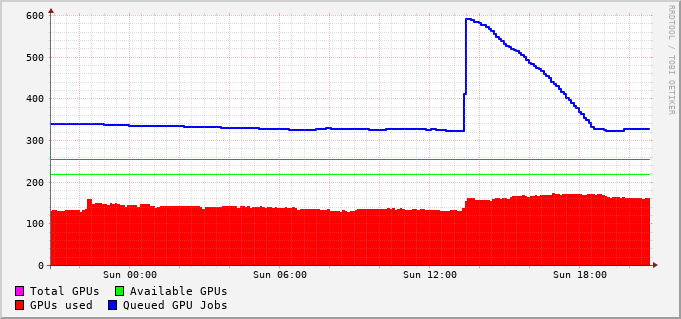 600
500
400
300
200
100
0
Sun 00:00 Sun 06:00 Sun 12:00 Sun 18:00
Total GPUs Available GPUs
GPUs used Queued GPU Jobs
RRDTOOL / TOBI OETIKER